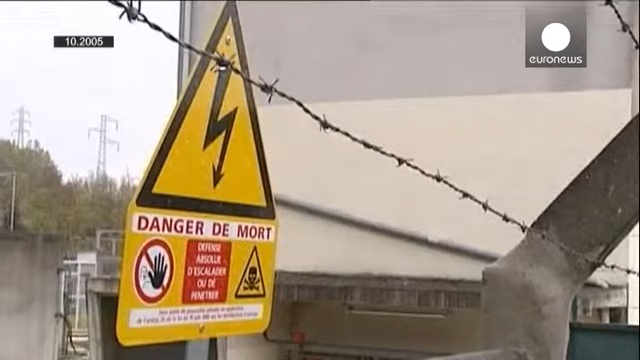 10.2005
euronews
DANGER DE MORT
DEFENSE
ABSOLUE
D'ESCALADER
OU DE
PENETRER